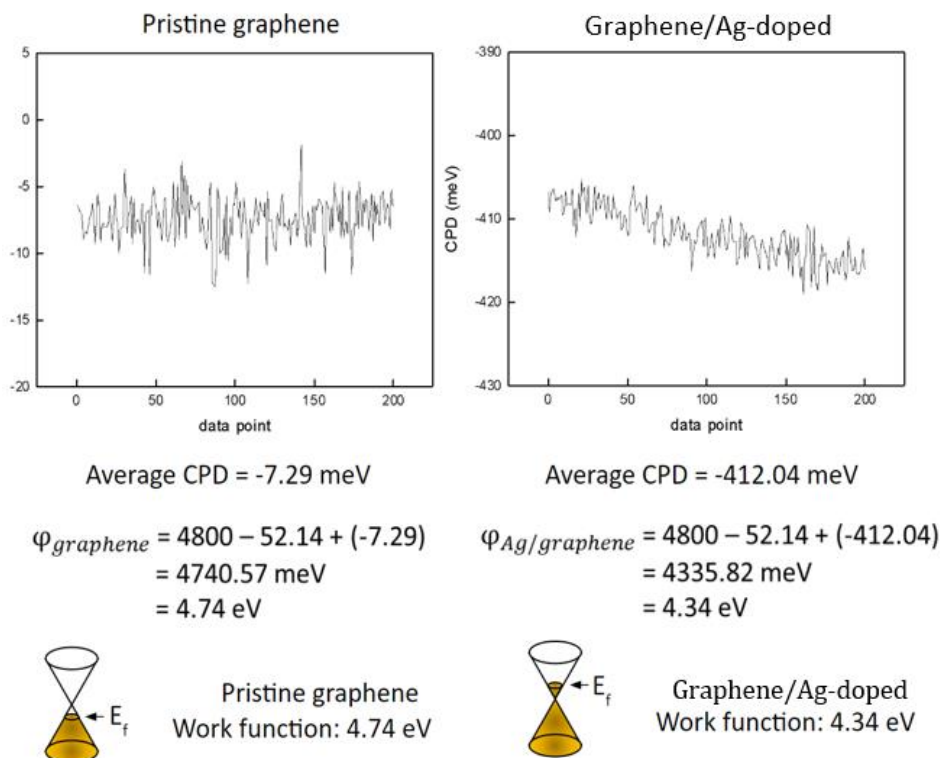 Pristine graphene
5
0
-5
-10
-15
-20
0 50 100 150 200
data point
Graphene/Ag-doped
CPD (meV)
-390
-400
-410
-420
-430
0 50 100 150 200
data point
Average CPD = -7.29 meV
φgraphene = 4800 – 52.14 + (-7.29)
= 4740.57 meV
= 4.74 eV
Average CPD = -412.04 meV
φAg/graphene = 4800 – 52.14 + (-412.04)
= 4335.82 meV
= 4.34 eV
Ef
Pristine graphene
Work function: 4.74 eV
Ef
Graphene/Ag-doped
Work function: 4.34 eV